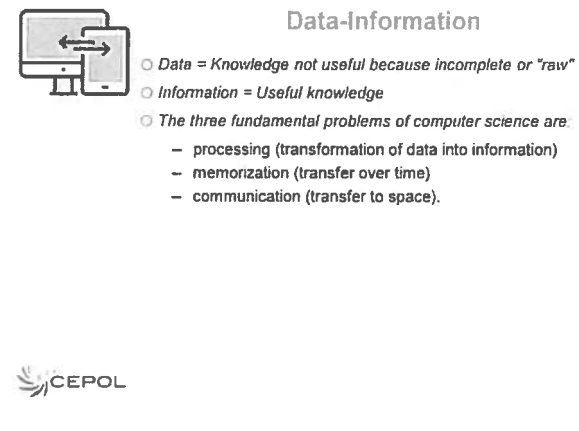 Data-Information
Data = Knowledge not useful because incomplete or "raw"
Information = Useful knowledge
The three fundamental problems of computer science are:
– processing (transformation of data into information)
– memorization (transfer over time)
– communication (transfer to space).
CEPOL